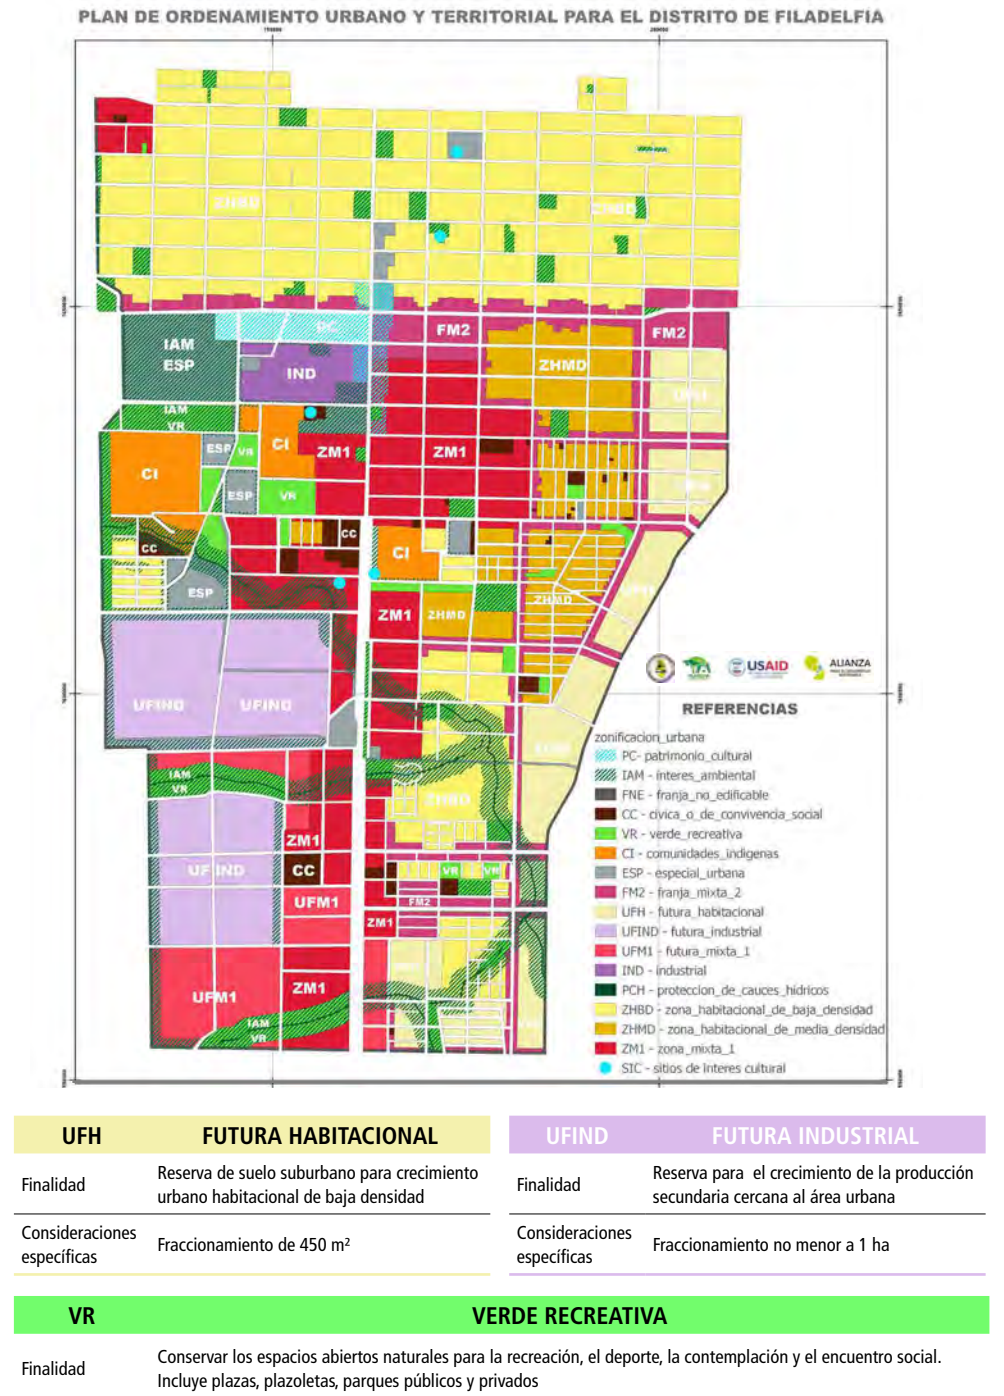 PLAN DE ORDENAMIENTO URBANO Y TERRITORIAL PARA EL DISTRITO DE FILADELFIA
ZHBD
ZHBD
PC
FM2
FM2
IAM
ESP
IND
ZHMD
IAM
VR
CI
ESP
VR
CI
ZM1
ZM1
ESP
VR
CC
CC
CI
ESP
ZM1
ZHMD
ZHMD
UFIND
UFIND
IAM
VR
ZHBD
ZM1
UFIND
CC
VR
VR
UFM1
FM2
ZM1
UFM1
ZM1
IAM
VR
USAID
ALIANZA
REFERENCIAS
zonificacion_urbana
PC- patrimonio_cultural
IAM - interes_ambiental
FNE - franja_no_edificable
CC - civica_o_de_convivencia_social
VR - verde_recreativa
CI - comunidades_indigenas
ESP - especial_urbana
FM2 - franja_mixta_2
UFH - futura_habitacional
UFIND - futura_industrial
UFM1 - futura_mixta_1
IND - industrial
PCH - proteccion_de_cauces_hidricos
ZHBD - zona_habitacional_de_baja_densidad
ZHMD - zona_habitacional_de_media_densidad
ZM1 - zona_mixta_1
SIC - sitios de interes cultural
UFH FUTURA HABITACIONAL
Finalidad
Reserva de suelo suburbano para crecimiento
urbano habitacional de baja densidad
Consideraciones
específicas
Fraccionamiento de 450 m²
UFIND FUTURA INDUSTRIAL
Finalidad
Reserva para el crecimiento de la producción
secundaria cercana al área urbana
Consideraciones
específicas
Fraccionamiento no menor a 1 ha
VR VERDE RECREATIVA
Finalidad
Conservar los espacios abiertos naturales para la recreación, el deporte, la contemplación y el encuentro social.
Incluye plazas, plazoletas, parques públicos y privados